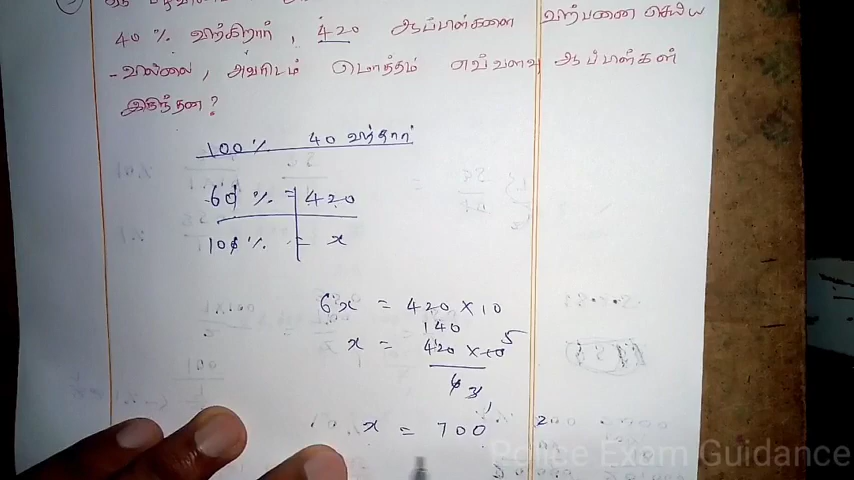 40 % விற்கிறார், 420 ஆப்பிள்களை விற்பனை செய்ய
-வில்லை, அவரிடம் மொத்தம் எவ்வளவு ஆப்பிள்கள்
இருந்தன?
100% 40 விற்தார்
60 % = 420
100 % = x
6x = 420 x 10
140
x = 420 x 10 5
6 3
1
x = 700
Police Exam Guidance